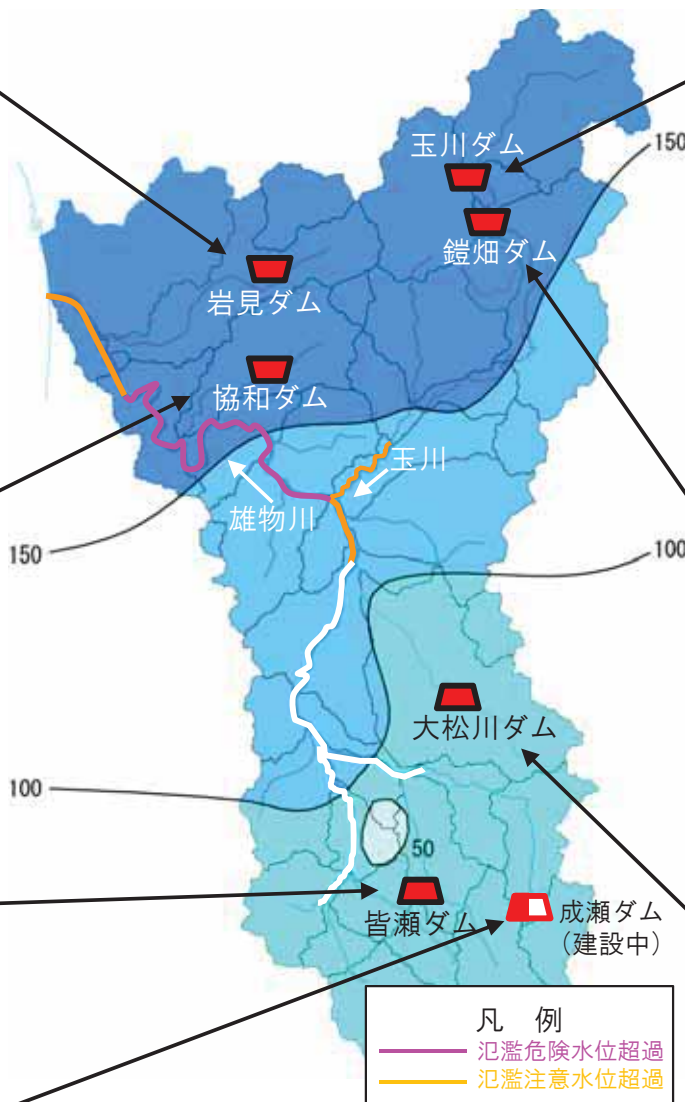 玉川ダム
150
鎧畑ダム
岩見ダム
協和ダム
玉川
雄物川
150
100
大松川ダム
100
50
皆瀬ダム
成瀬ダム
（建設中）
凡　例
氾濫危険水位超過
氾濫注意水位超過